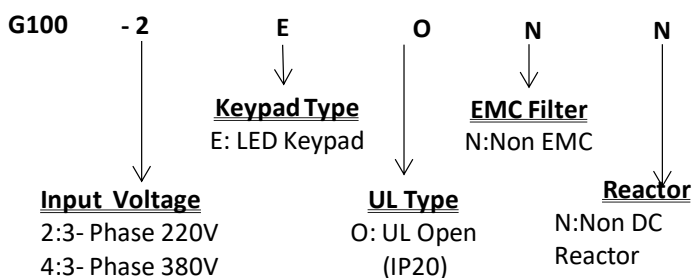 G100 - 2 E O N N
Keypad Type
E: LED Keypad
EMC Filter
N:Non EMC
Input Voltage
2:3- Phase 220V
4:3- Phase 380V
UL Type
O: UL Open
(IP20)
Reactor
N:Non DC
Reactor